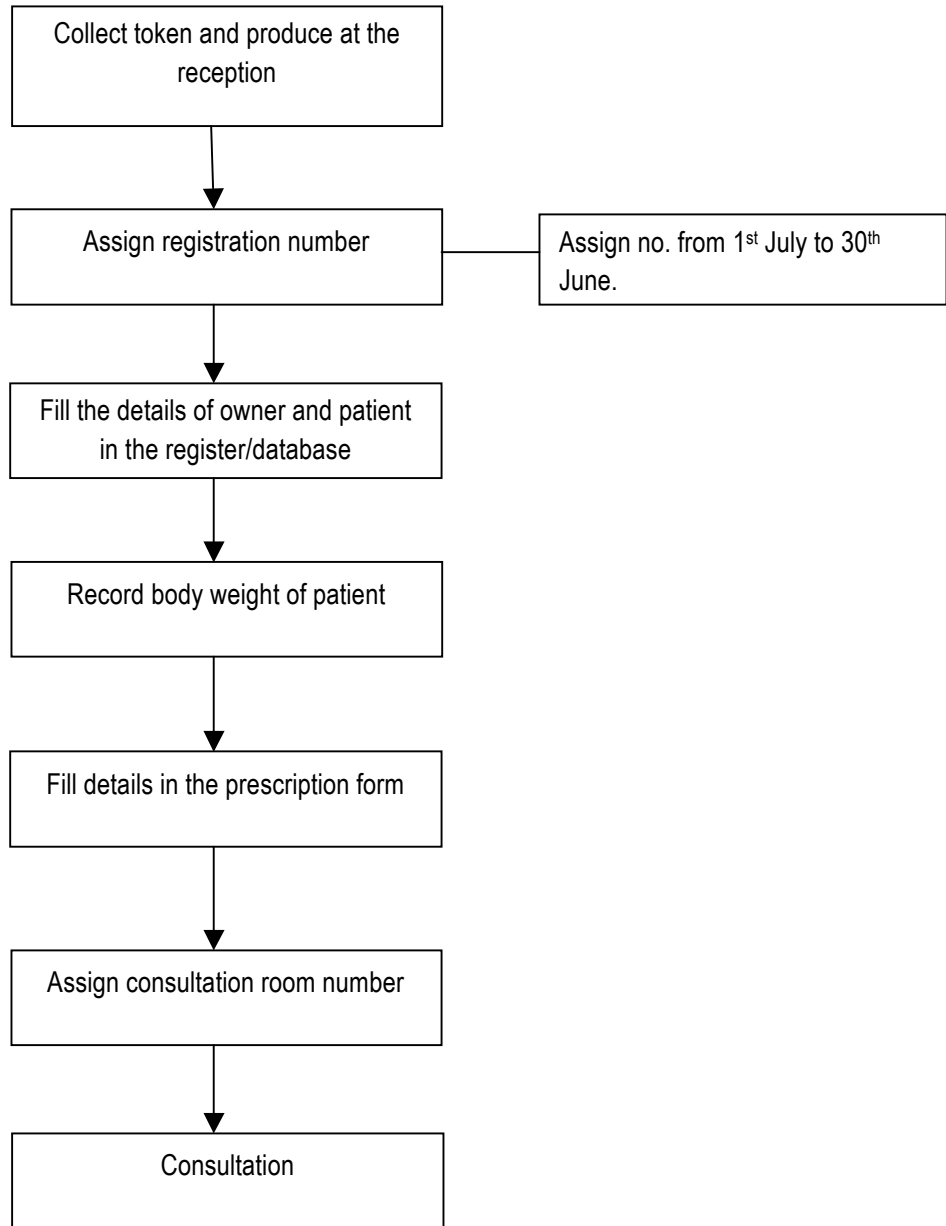 Collect token and produce at the
reception
Assign registration number
Assign no. from 1st July to 30th
June.
Fill the details of owner and patient
in the register/database
Record body weight of patient
Fill details in the prescription form
Assign consultation room number
Consultation